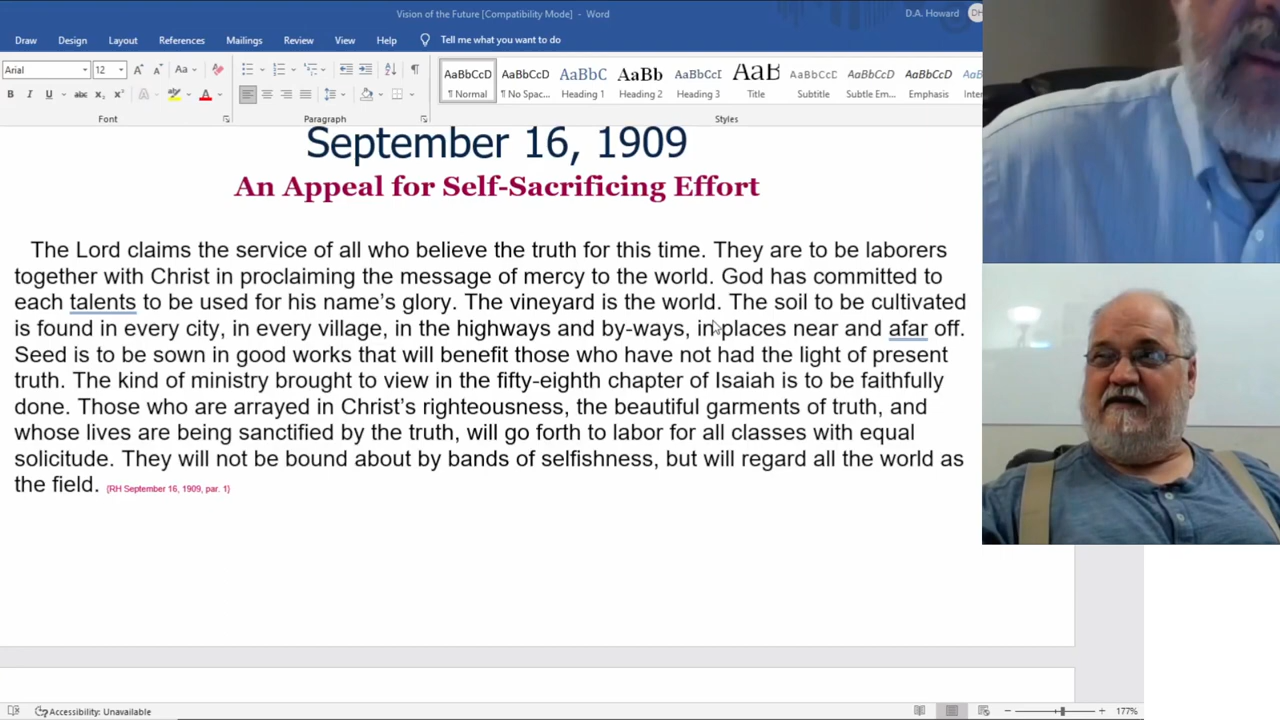 Vision of the Future [Compatibility Mode] - Word
D.A. Howard
DH
Draw Design Layout References Mailings Review View Help Tell me what you want to do
Arial 12 A A Aa
AaBbCcD AaBbCcD AaBbC AaBb AaBbCcI AaB AaBbCcD AaBbCcD AaBbCcD
B I U abc x₂ x² A A
¶ Normal ¶ No Spac... Heading 1 Heading 2 Heading 3 Title Subtitle Subtle Em... Emphasis
Font Paragraph Styles
September 16, 1909
An Appeal for Self-Sacrificing Effort
The Lord claims the service of all who believe the truth for this time. They are to be laborers
together with Christ in proclaiming the message of mercy to the world. God has committed to
each talents to be used for his name’s glory. The vineyard is the world. The soil to be cultivated
is found in every city, in every village, in the highways and by-ways, in places near and afar off.
Seed is to be sown in good works that will benefit those who have not had the light of present
truth. The kind of ministry brought to view in the fifty-eighth chapter of Isaiah is to be faithfully
done. Those who are arrayed in Christ’s righteousness, the beautiful garments of truth, and
whose lives are being sanctified by the truth, will go forth to labor for all classes with equal
solicitude. They will not be bound about by bands of selfishness, but will regard all the world as
the field. {RH September 16, 1909, par. 1}
Accessibility: Unavailable
177%